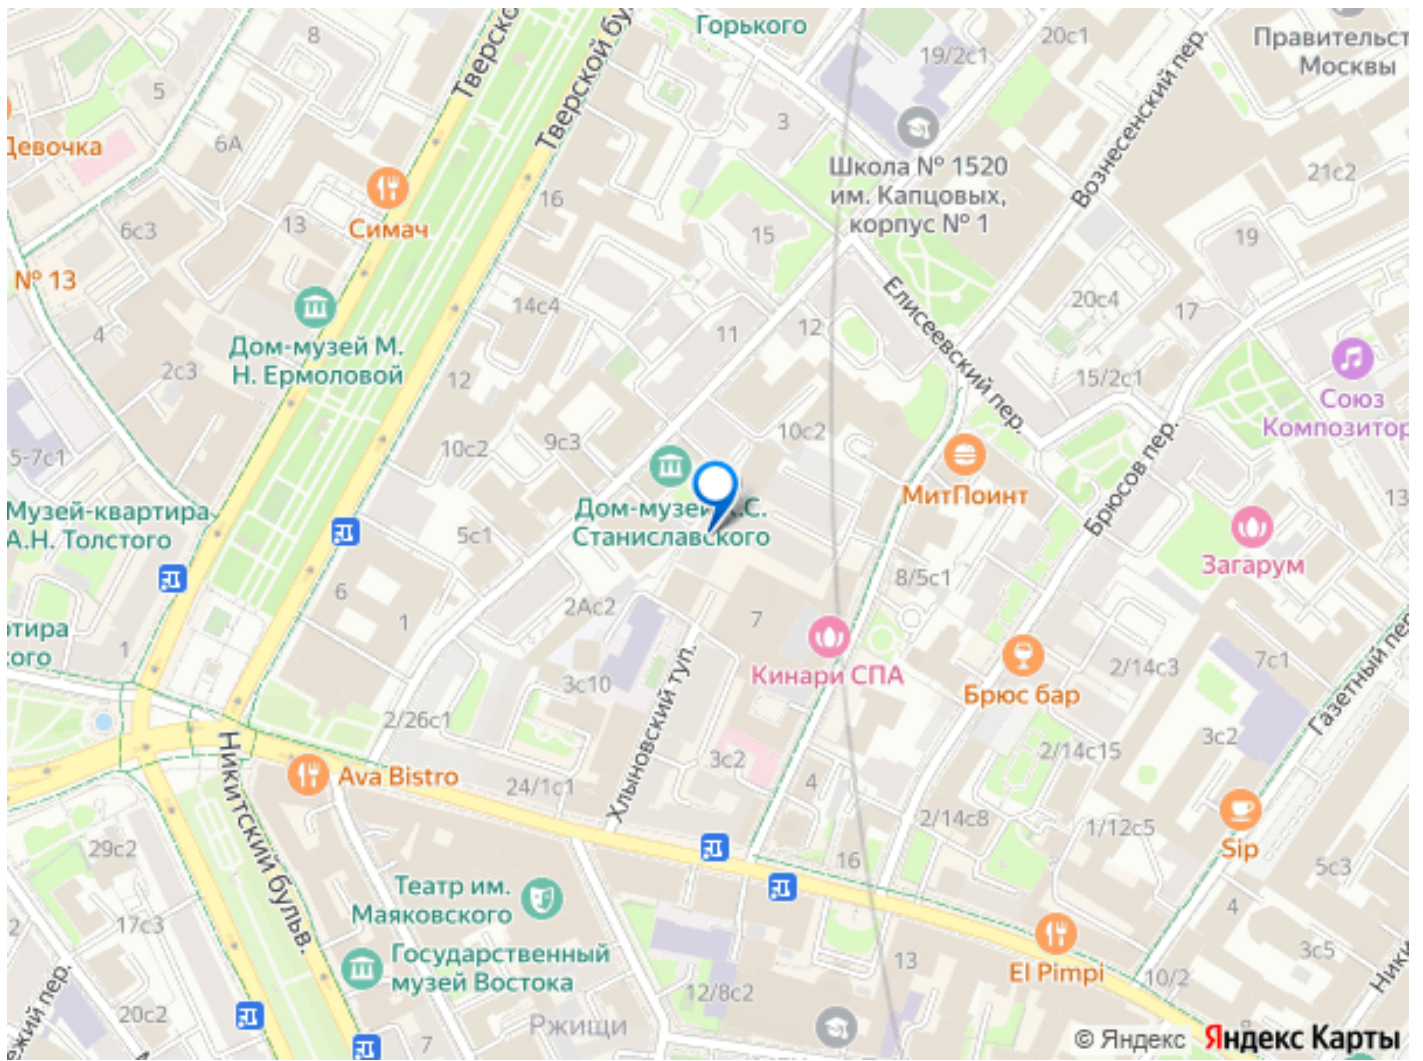 Горького
Тверской бу
19/2с1
20с1
Правительст
Москвы
8
5
3
Вознесенский пер.
Девочка
6А
Школа № 1520
им. Капцовых,
корпус № 1
21с2
Симач
16
13
6с3
15
19
№ 13
14с4
20с4
17
4
11
12
Елисеевский пер.
Дом-музей М.
Н. Ермоловой
2с3
12
15/2с1
Союз
Композитор
10с2
9с3
10с2
5-7с1
МитПоинт
Брюсов пер.
Музей-квартира
А.Н. Толстого
Дом-музей К.С.
Станиславского
5с1
Загарум
8/5с1
6
2Ас2
1
7
1
Кинари СПА
2/14с3
7с1
Брюс бар
3с10
Хлыновский туп.
Газетный пер
2/26с1
3с2
2/14с15
3с2
Никитский бульв.
Ava Bistro
24/1с1
4
2/14с8
1/12с5
Sip
29с2
16
5с3
Театр им.
Маяковского
17с3
2
4
Государственный
музей Востока
13
El Pimpi
3с5
10/2
Ники
12/8с2
20с2
Ржищи
7
© Яндекс Яндекс Карты